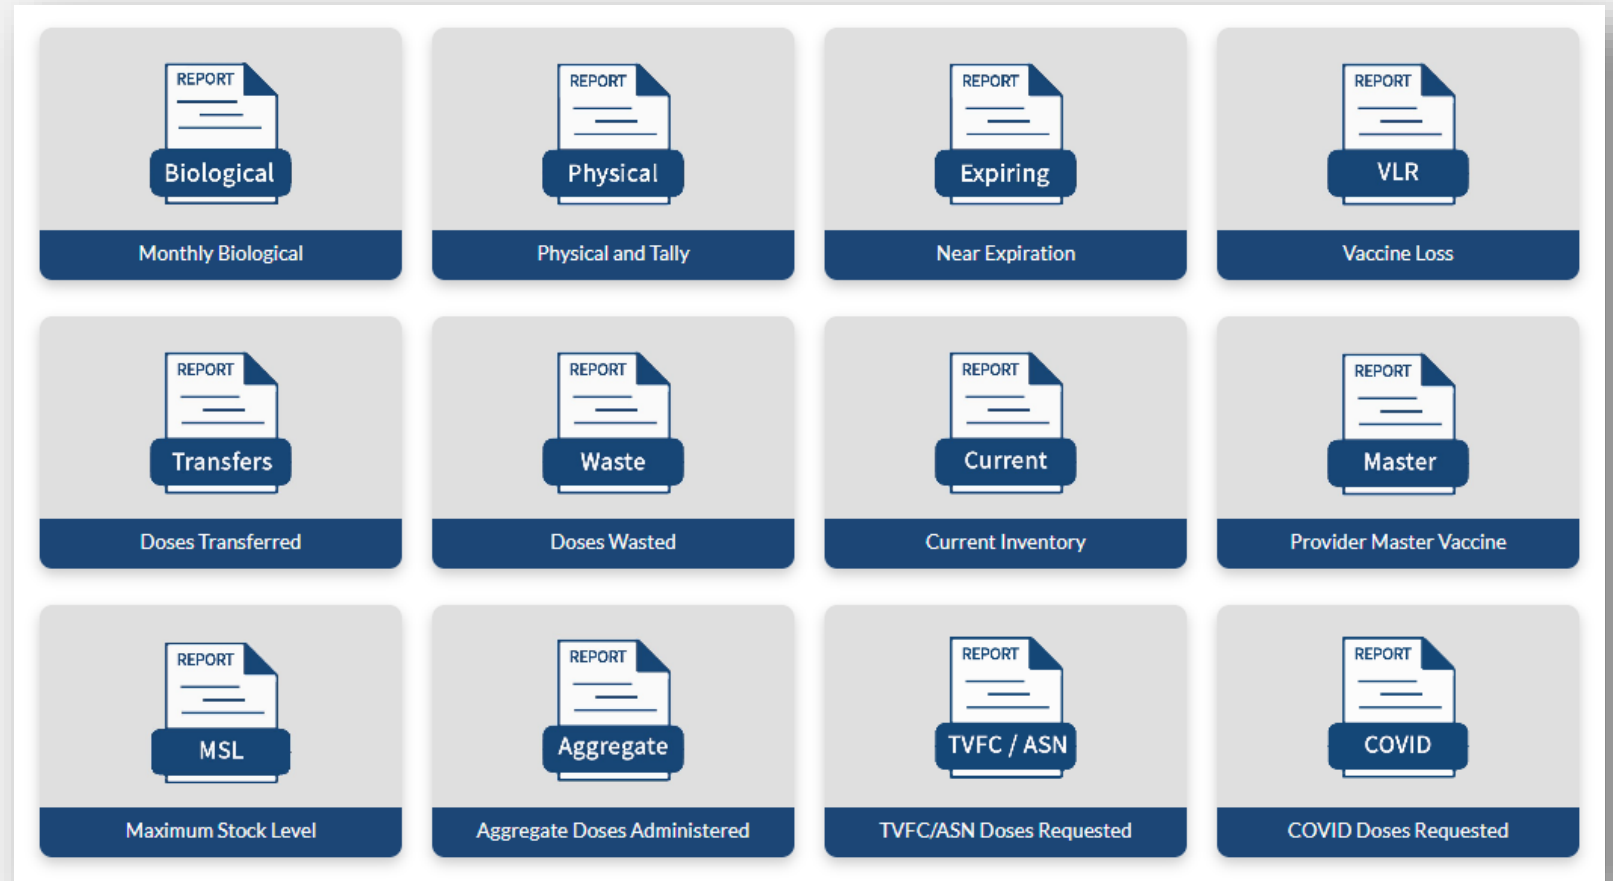 REPORT
Biological
Monthly Biological
REPORT
Physical
Physical and Tally
REPORT
Expiring
Near Expiration
REPORT
VLR
Vaccine Loss
REPORT
Transfers
Doses Transferred
REPORT
Waste
Doses Wasted
REPORT
Current
Current Inventory
REPORT
Master
Provider Master Vaccine
REPORT
MSL
Maximum Stock Level
REPORT
Aggregate
Aggregate Doses Administered
REPORT
TVFC / ASN
TVFC/ASN Doses Requested
REPORT
COVID
COVID Doses Requested